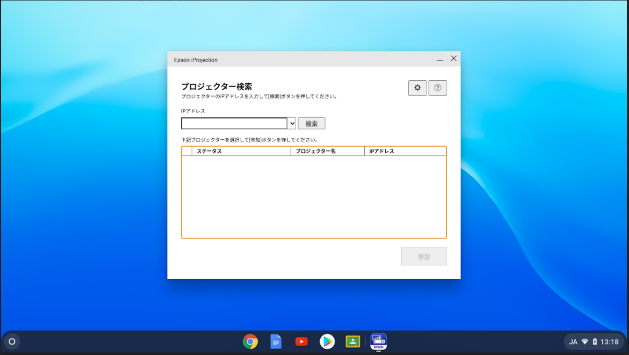 Epson iProjection
プロジェクター検索
プロジェクターのIPアドレスを入力して[検索]ボタンを押してください。
IPアドレス
検索
下記プロジェクターを選択して[参加]ボタンを押してください。
ステータス プロジェクター名 IPアドレス
参加
JA 13:18